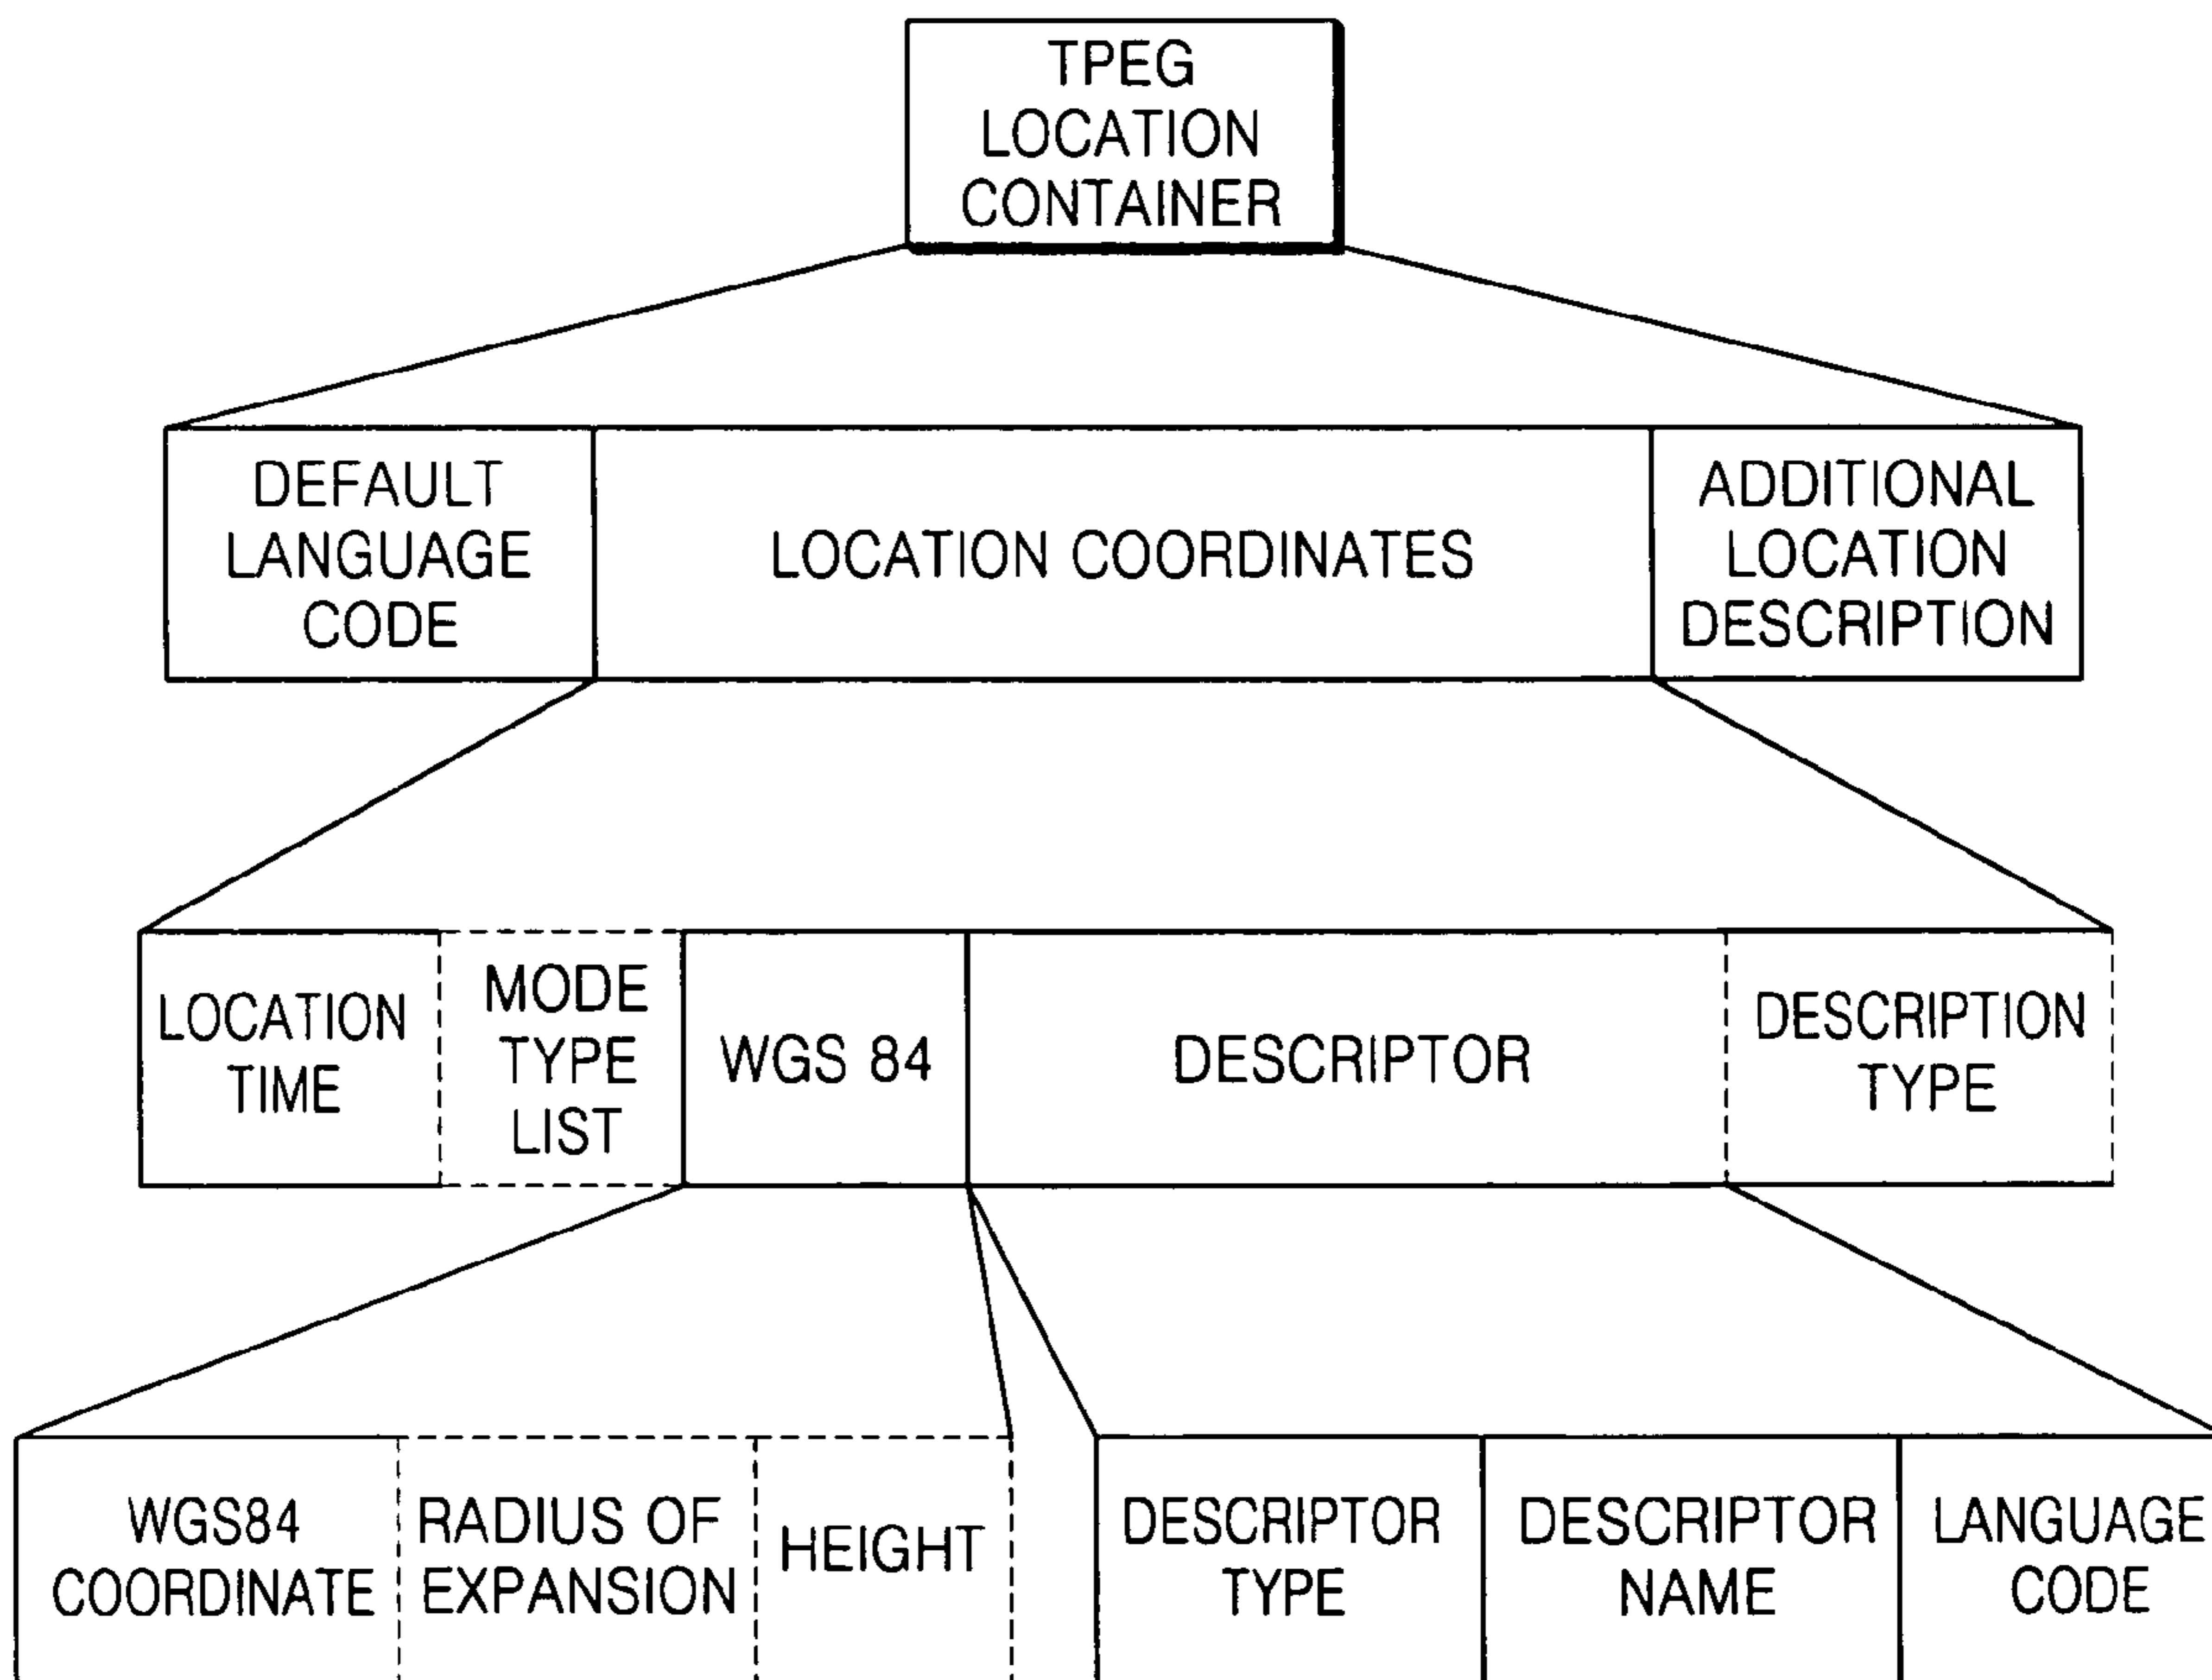 TPEG
LOCATION
CONTAINER
DEFAULT
LANGUAGE
CODE
LOCATION COORDINATES
ADDITIONAL
LOCATION
DESCRIPTION
LOCATION
TIME
MODE
TYPE
LIST
WGS 84
DESCRIPTOR
DESCRIPTION
TYPE
WGS84
COORDINATE
RADIUS OF
EXPANSION
HEIGHT
DESCRIPTOR
TYPE
DESCRIPTOR
NAME
LANGUAGE
CODE